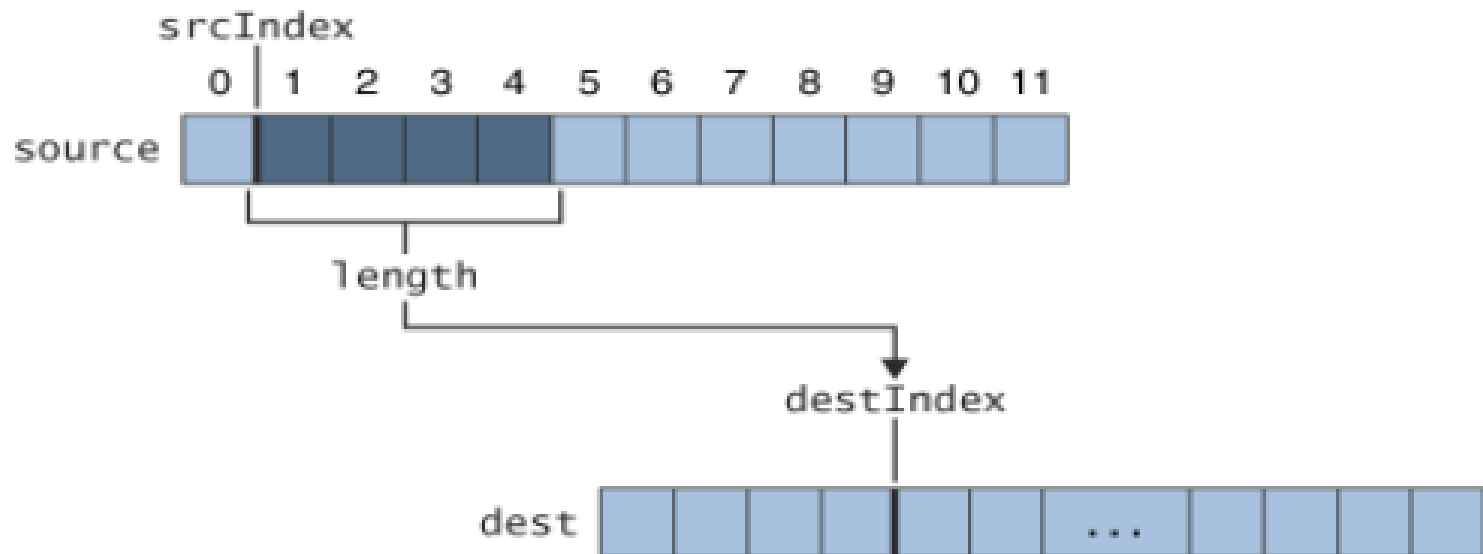 srcIndex
0 1 2 3 4 5 6 7 8 9 10 11
source
length
destIndex
dest ...